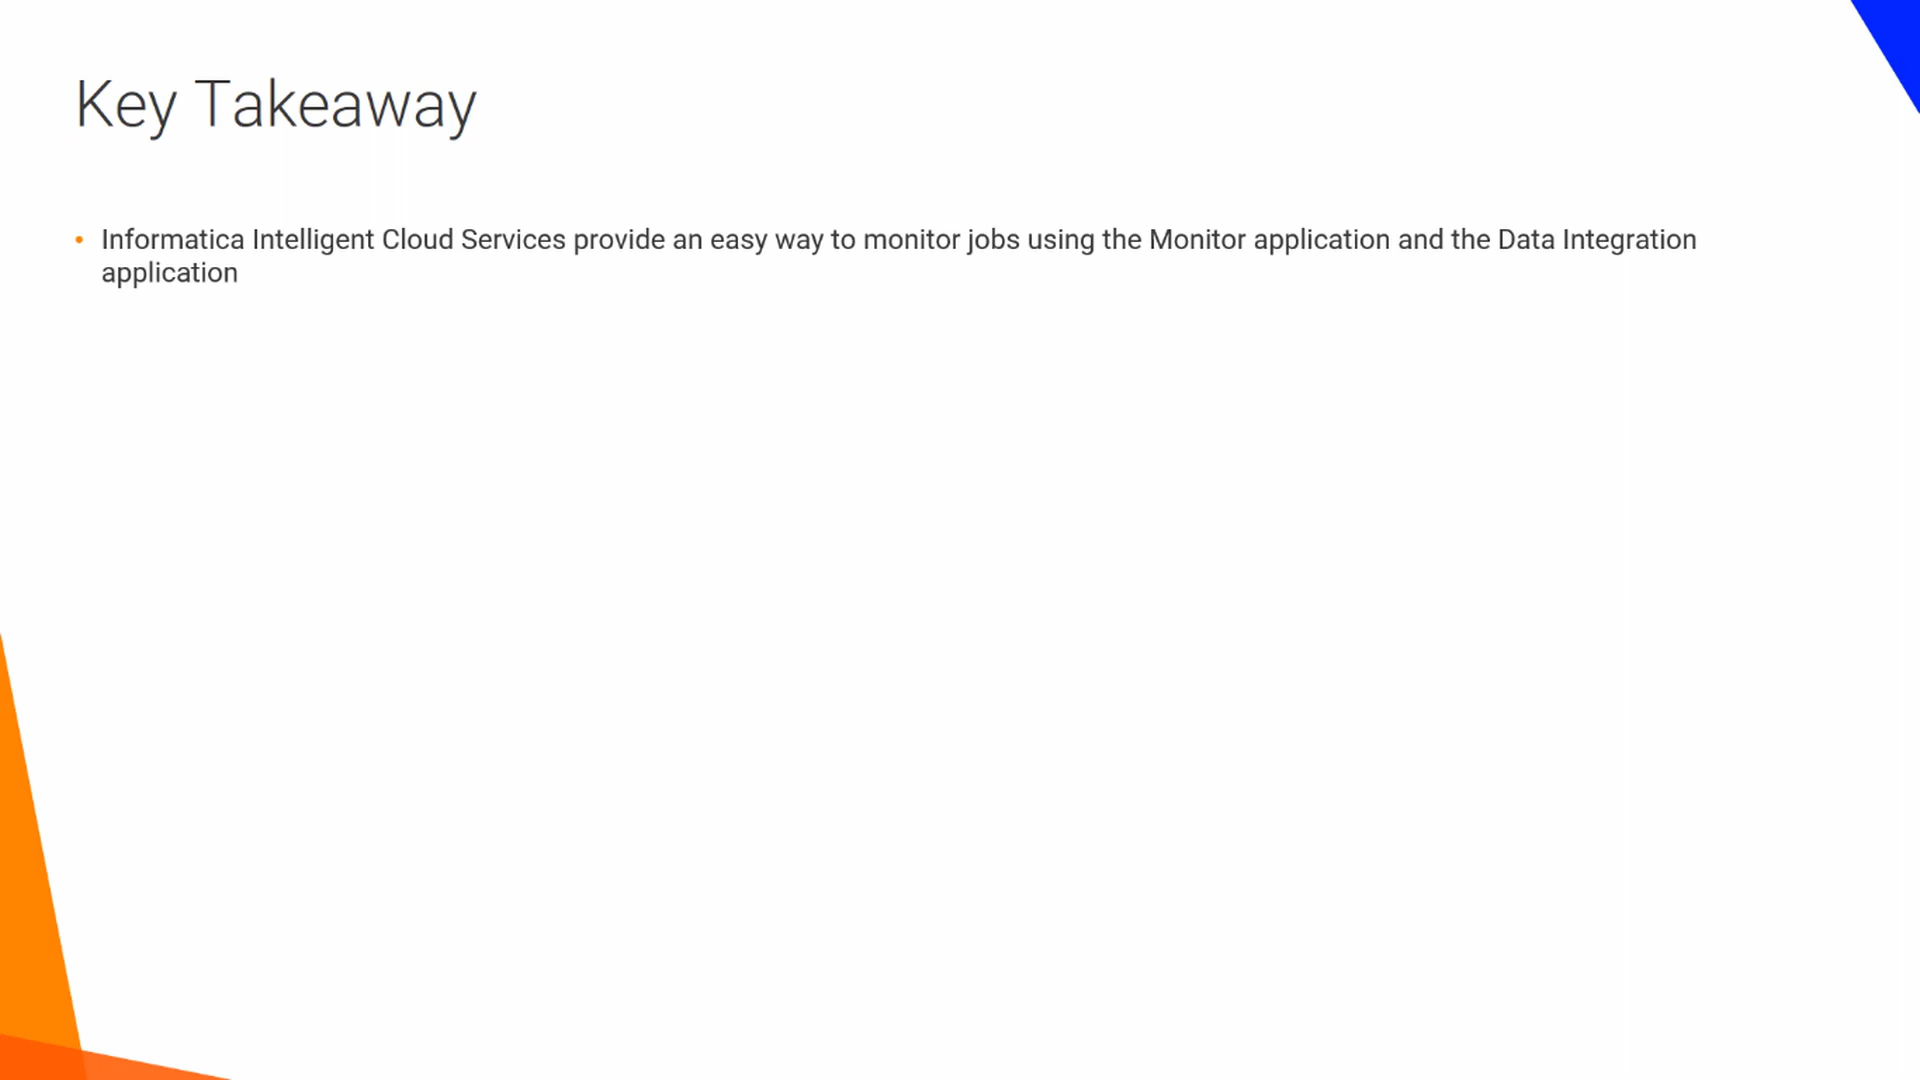 Key Takeaway
• Informatica Intelligent Cloud Services provide an easy way to monitor jobs using the Monitor application and the Data Integration
application